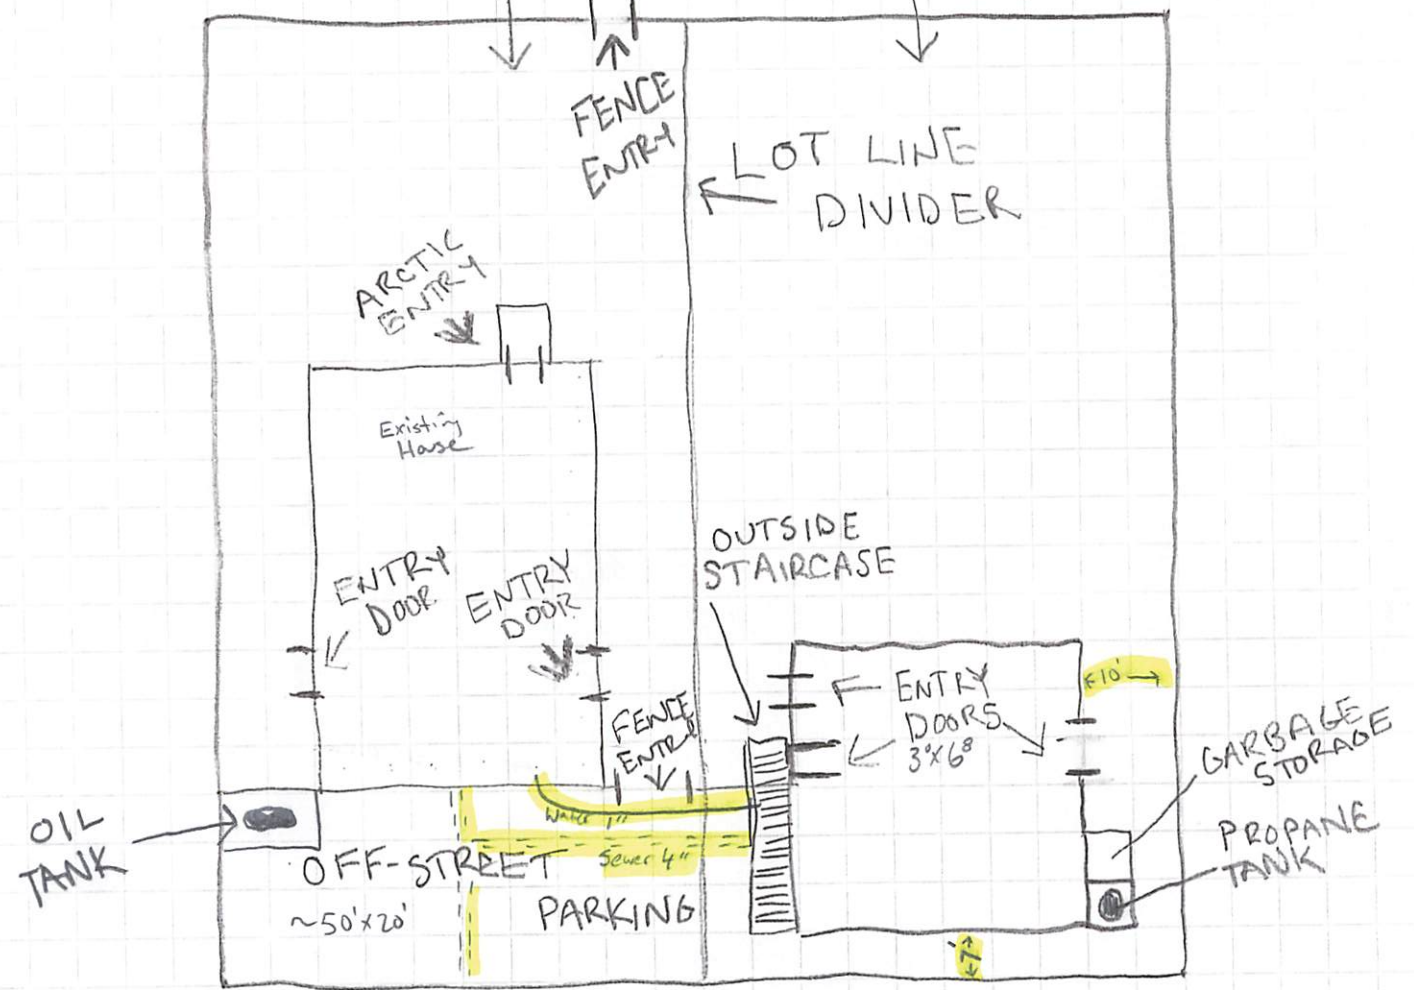 FENCE
ENTRY
LOT LINE
DIVIDER
ARCTIC
ENTRY
Existing
House
OUTSIDE
STAIRCASE
ENTRY
DOOR
ENTRY
DOOR
ENTRY
DOORS
3°X6⁸
←10'→
FENCE
ENTRY
GARBAGE
STORAGE
OIL
TANK
Water 1"
Sewer 4"
PROPANE
TANK
OFF-STREET
PARKING
~50'X20'
←7'→